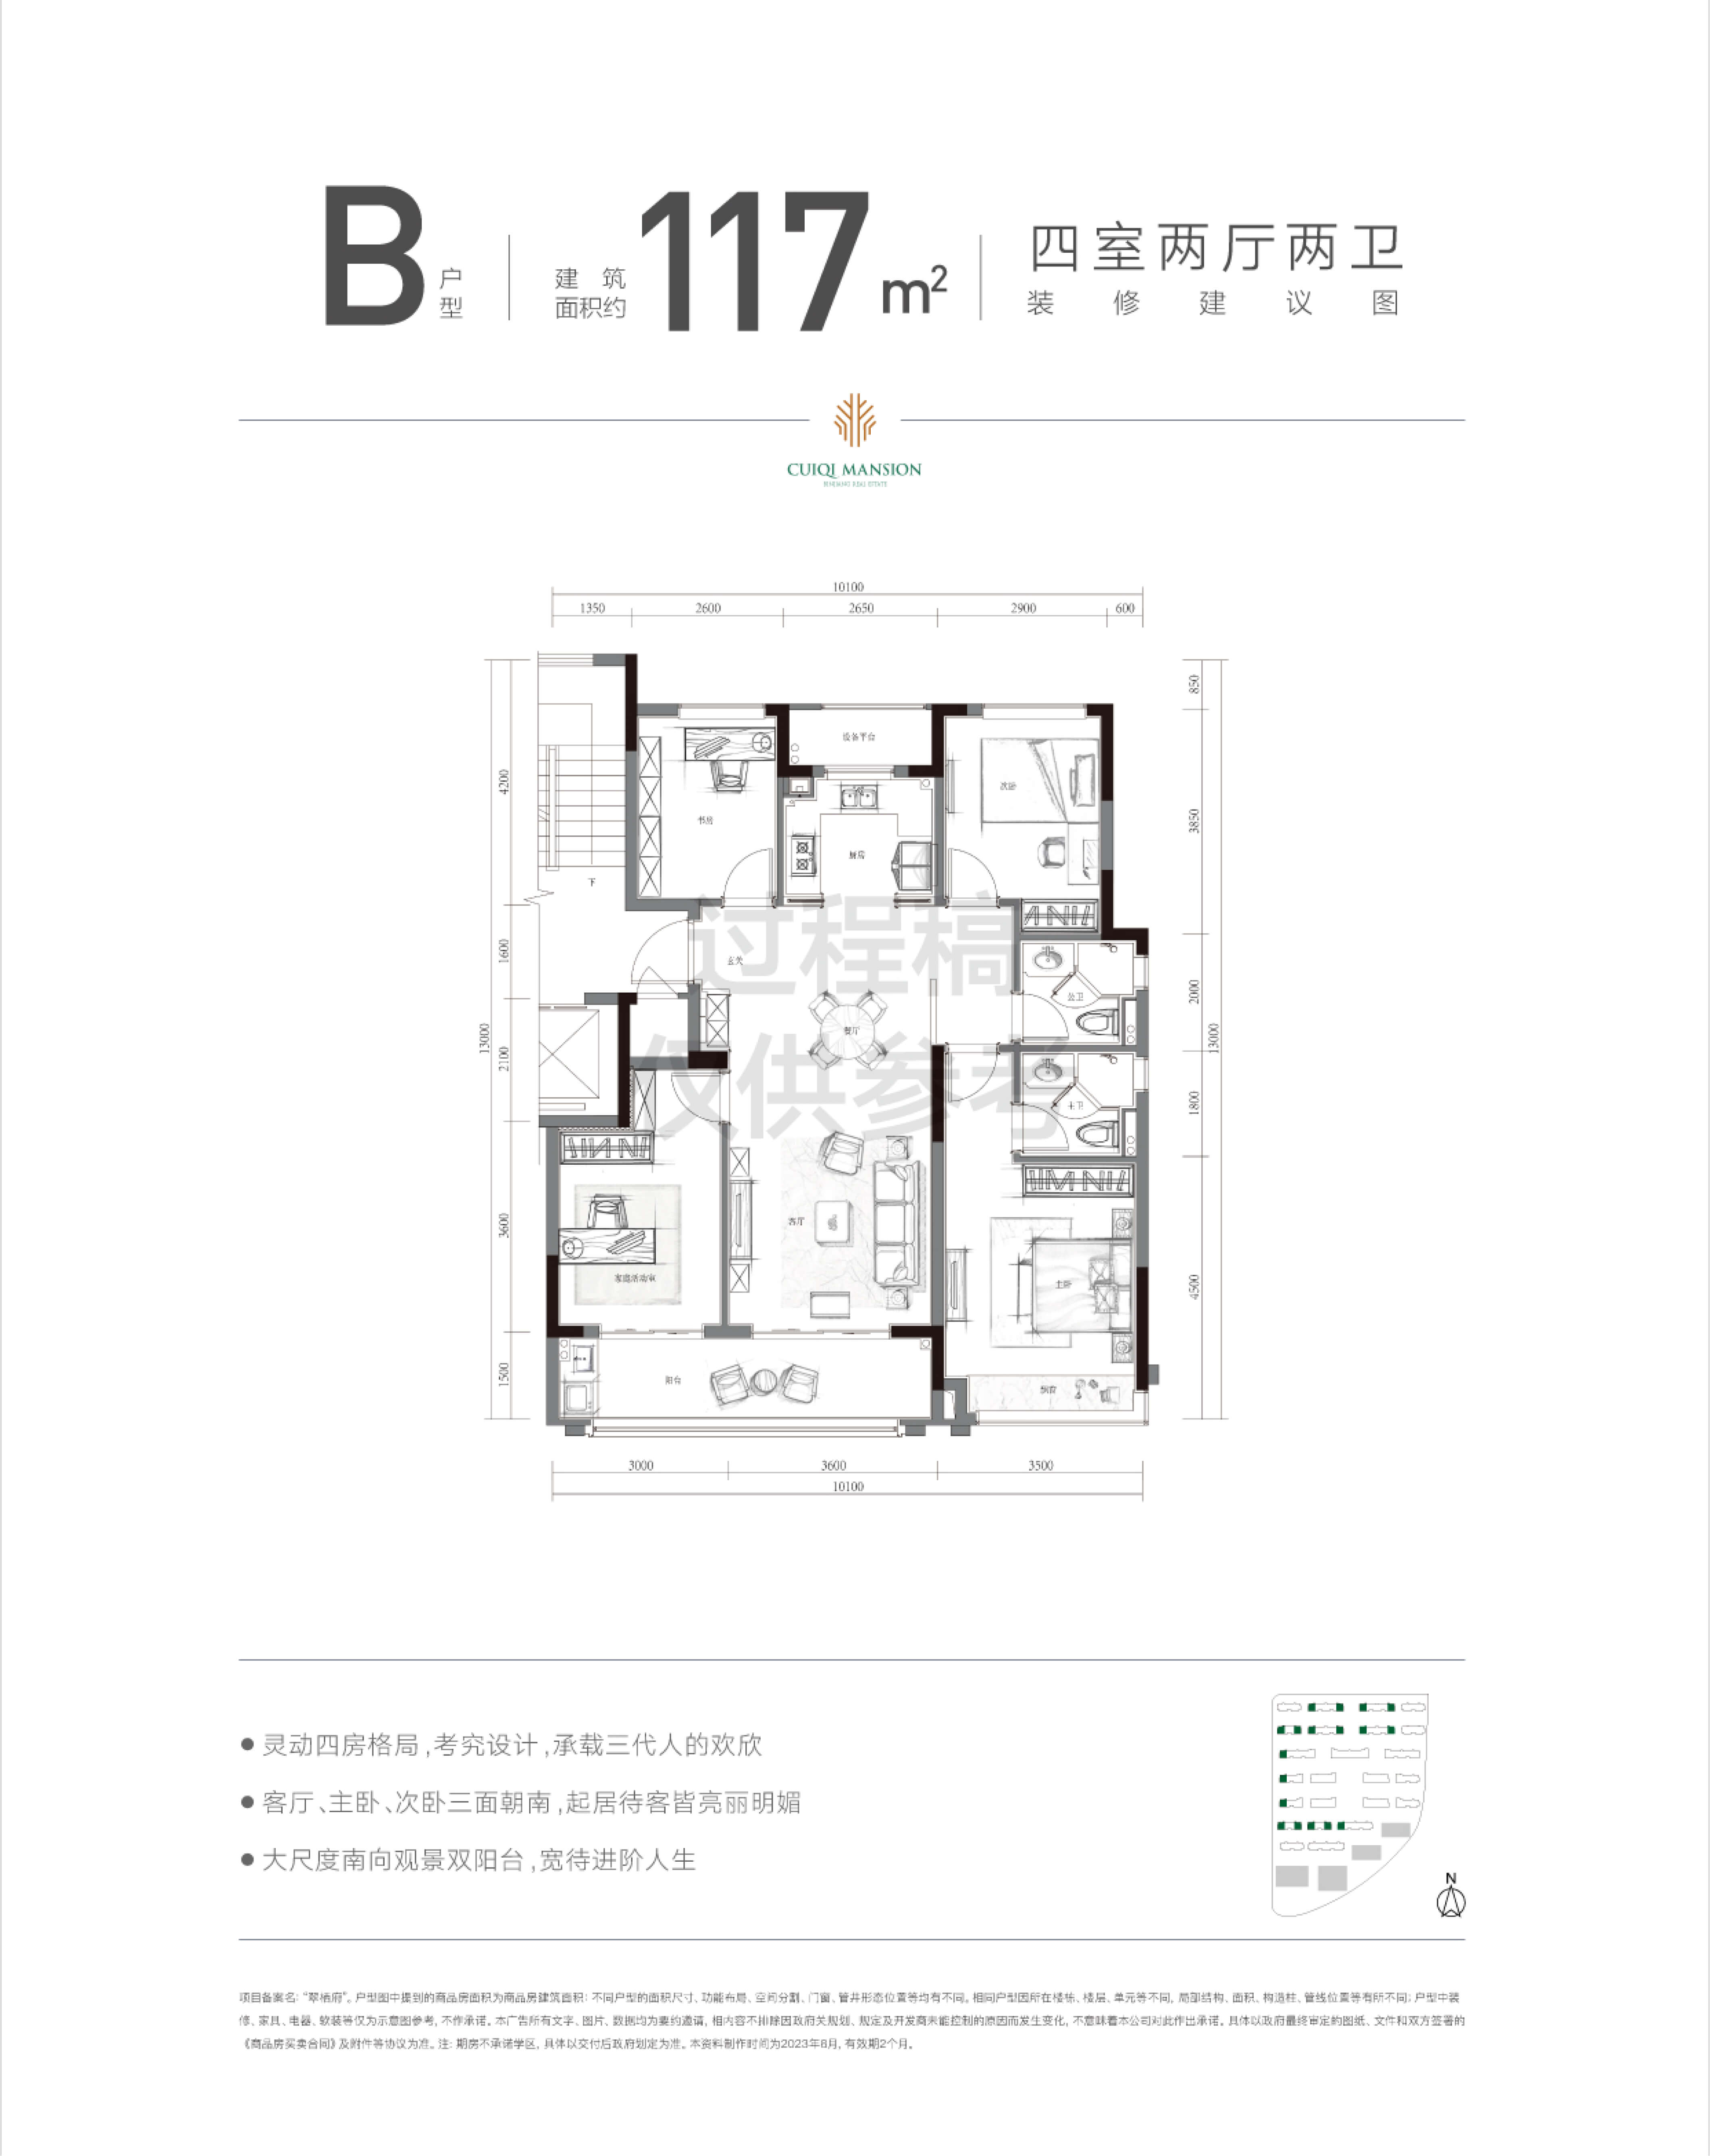 B 户型
建筑面积约 117 m²
四室两厅两卫
装修建议图
CUIQI MANSION
BINJIANG REAL ESTATE
10100
1350 2600 2650 2900 600
850
4200
3850
1600
2000
13000
13000
2100
1800
3600
4500
1500
设备平台
次卧
书房
厨房
下
过程稿
玄关
公卫
餐厅
仅供参考
主卫
客厅
家庭活动室
主卧
阳台
飘窗
3000 3600 3500
10100
● 灵动四房格局,考究设计,承载三代人的欢欣
● 客厅、主卧、次卧三面朝南,起居待客皆亮丽明媚
● 大尺度南向观景双阳台,宽待进阶人生
N
项目备案名:“翠栖府”。户型图中提到的商品房面积为商品房建筑面积;不同户型的面积尺寸、功能布局、空间分割、门窗、管井形态位置等均有不同。相同户型因所在楼栋、楼层、单元等不同,局部结构、面积、构造柱、管线位置等有所不同;户型中装
修、家具、电器、软装等仅为示意图参考,不作承诺。本广告所有文字、图片、数据均为要约邀请,相内容不排除因政府关规划、规定及开发商未能控制的原因而发生变化,不意味着本公司对此作出承诺。具体以政府最终审定的图纸、文件和双方签署的
《商品房买卖合同》及附件等协议为准。注:期房不承诺学区,具体以交付后政府划定为准。本资料制作时间为2023年8月,有效期2个月。